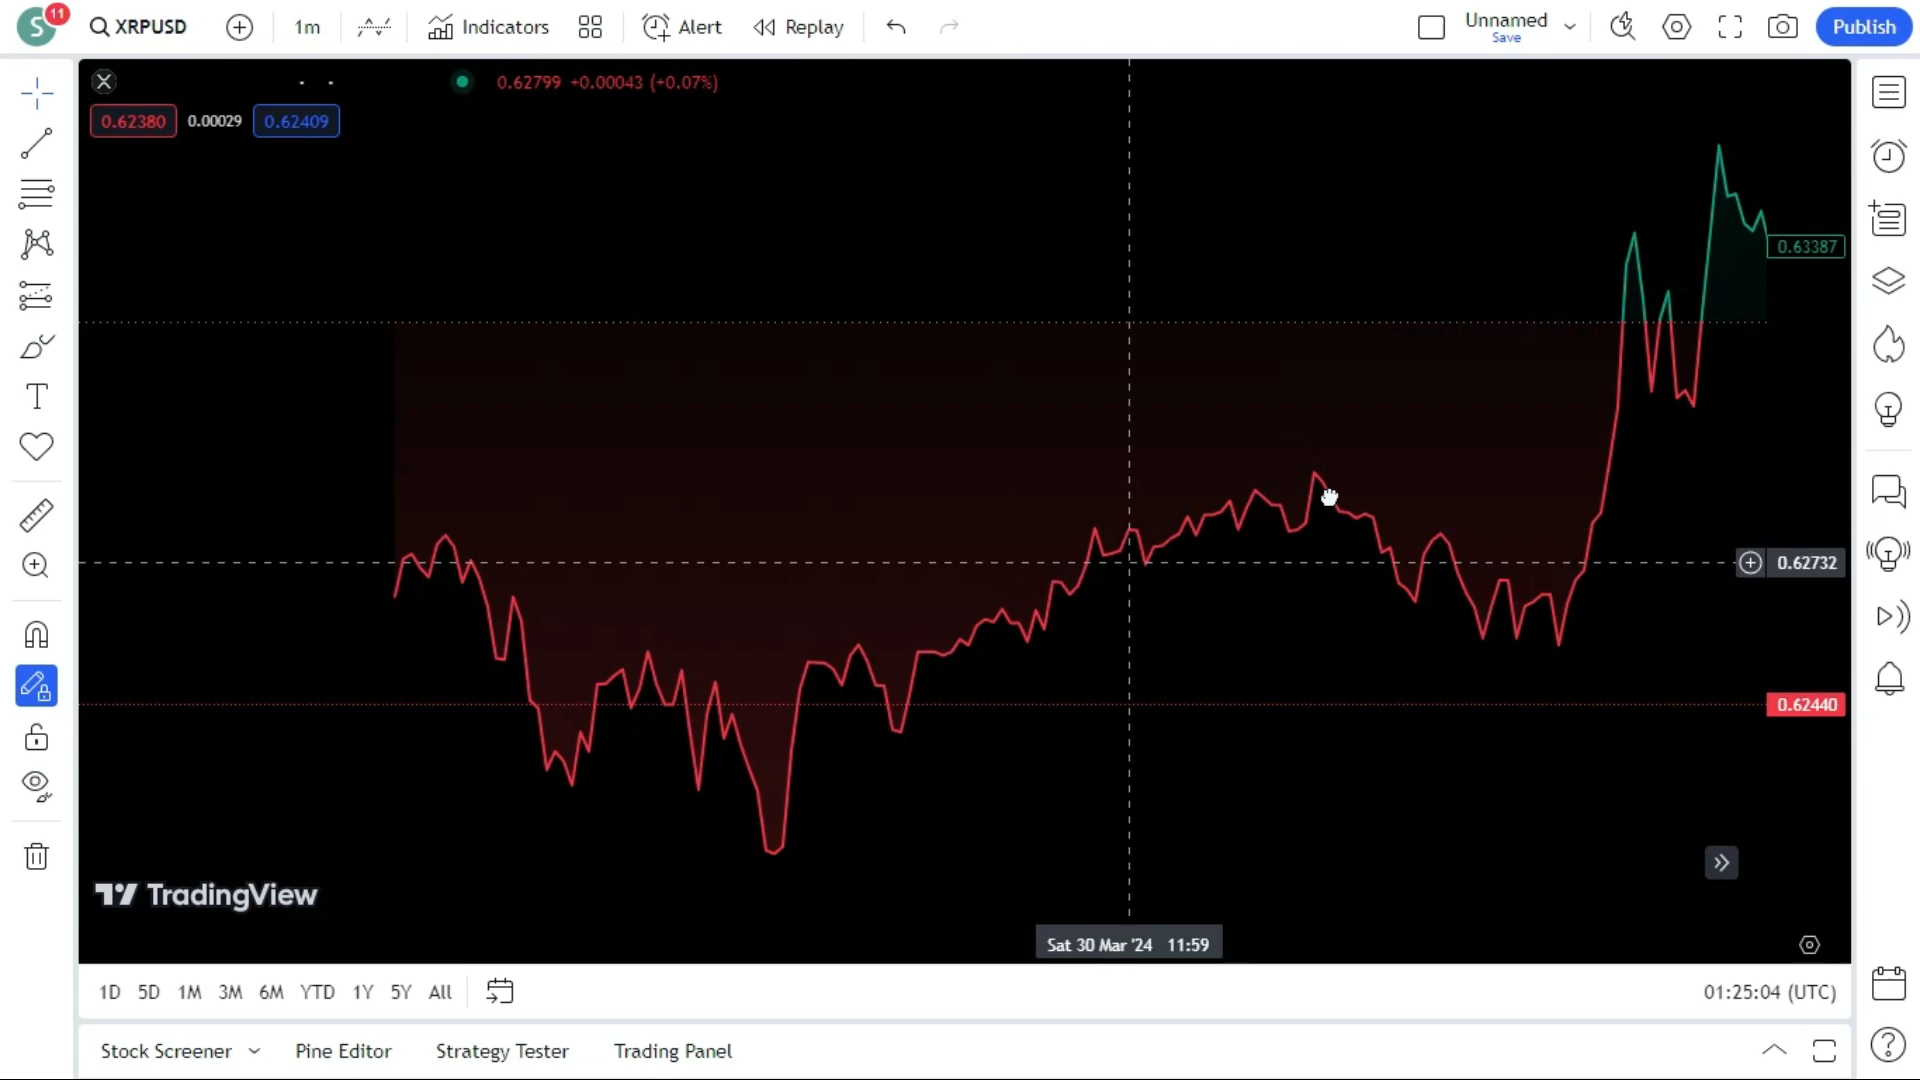 S 11 XRPUSD 1m Indicators Alert Replay Unnamed Save Publish
0.62799 +0.00043 (+0.07%)
0.62380 0.00029 0.62409
0.63387
0.62732
0.62440
TradingView
Sat 30 Mar '24 11:59
1D 5D 1M 3M 6M YTD 1Y 5Y All 01:25:04 (UTC)
Stock Screener Pine Editor Strategy Tester Trading Panel